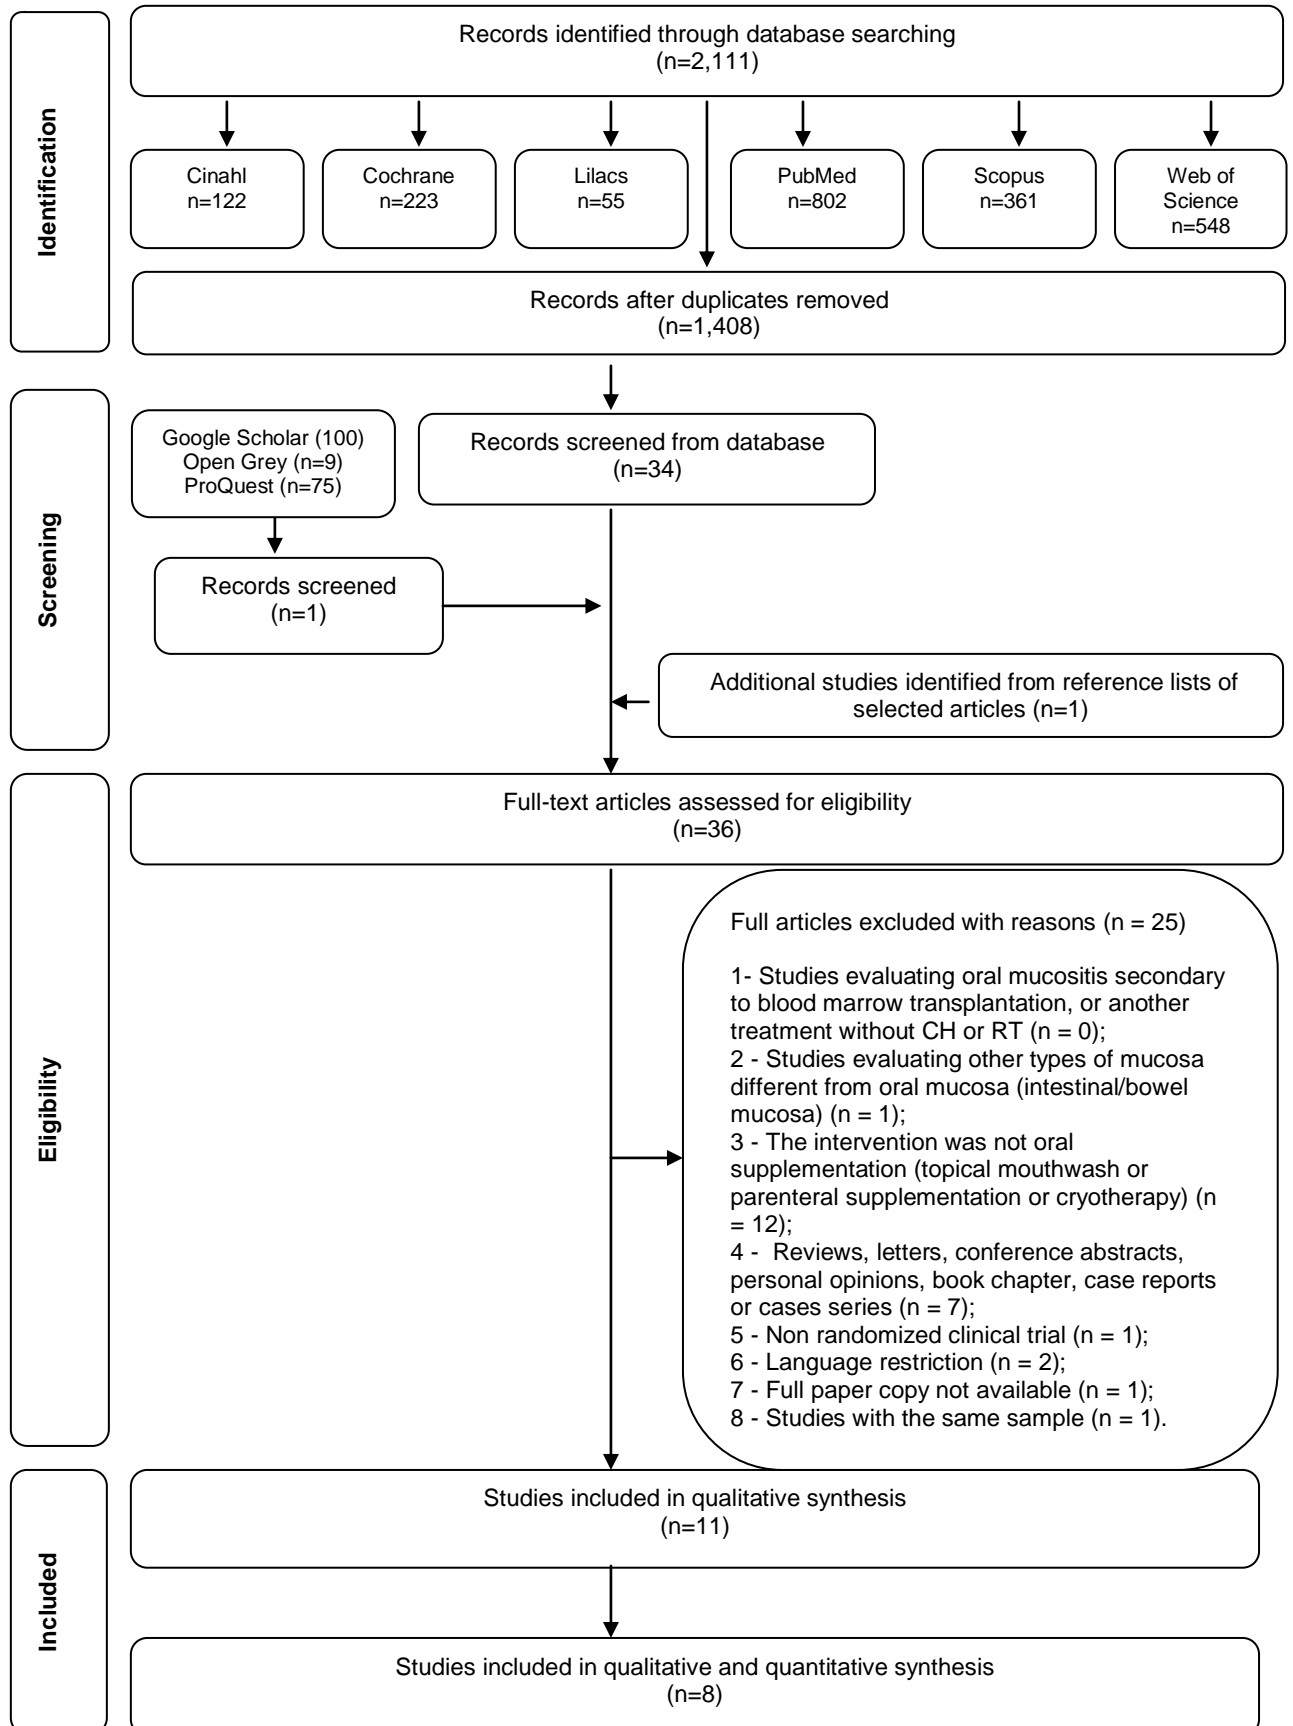 Identification
Records identified through database searching
(n=2,111)
Cinahl
n=122
Cochrane
n=223
Lilacs
n=55
PubMed
n=802
Scopus
n=361
Web of
Science
n=548
Records after duplicates removed
(n=1,408)
Screening
Google Scholar (100)
Open Grey (n=9)
ProQuest (n=75)
Records screened from database
(n=34)
Records screened
(n=1)
Additional studies identified from reference lists of
selected articles (n=1)
Eligibility
Full-text articles assessed for eligibility
(n=36)
Full articles excluded with reasons (n = 25)
1- Studies evaluating oral mucositis secondary
to blood marrow transplantation, or another
treatment without CH or RT (n = 0);
2 - Studies evaluating other types of mucosa
different from oral mucosa (intestinal/bowel
mucosa) (n = 1);
3 - The intervention was not oral
supplementation (topical mouthwash or
parenteral supplementation or cryotherapy) (n
= 12);
4 -  Reviews, letters, conference abstracts,
personal opinions, book chapter, case reports
or cases series (n = 7);
5 - Non randomized clinical trial (n = 1);
6 - Language restriction (n = 2);
7 - Full paper copy not available (n = 1);
8 - Studies with the same sample (n = 1).
Included
Studies included in qualitative synthesis
(n=11)
Studies included in qualitative and quantitative synthesis
(n=8)